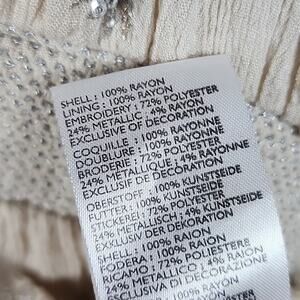 SHELL : 100% RAYON
LINING : 100% RAYON
EMBROIDERY : 72% POLYESTER
24% METALLIC : 4% RAYON
EXCLUSIVE OF DECORATION
COQUILLE : 100% RAYONNE
DOUBLURE : 100% RAYONNE
BRODERIE : 72% POLYESTER
24% METALLIQUE : 4% RAYONNE
EXCLUSIF DE DECORATION
OBERSTOFF : 100% KUNSTSEIDE
FUTTER : 100% KUNSTSEIDE
STICKEREI : 72% POLYESTER
24% METALLISCH : 4% KUNSTSEIDE
EXKLUSIV DER DEKORATION
SHELL : 100% RAION
FODERA : 100% RAION
RICAMO : 72% POLIESTERE
24% METALLICO : 4% RAION
ESCLUSIVA DI DECORAZIONE